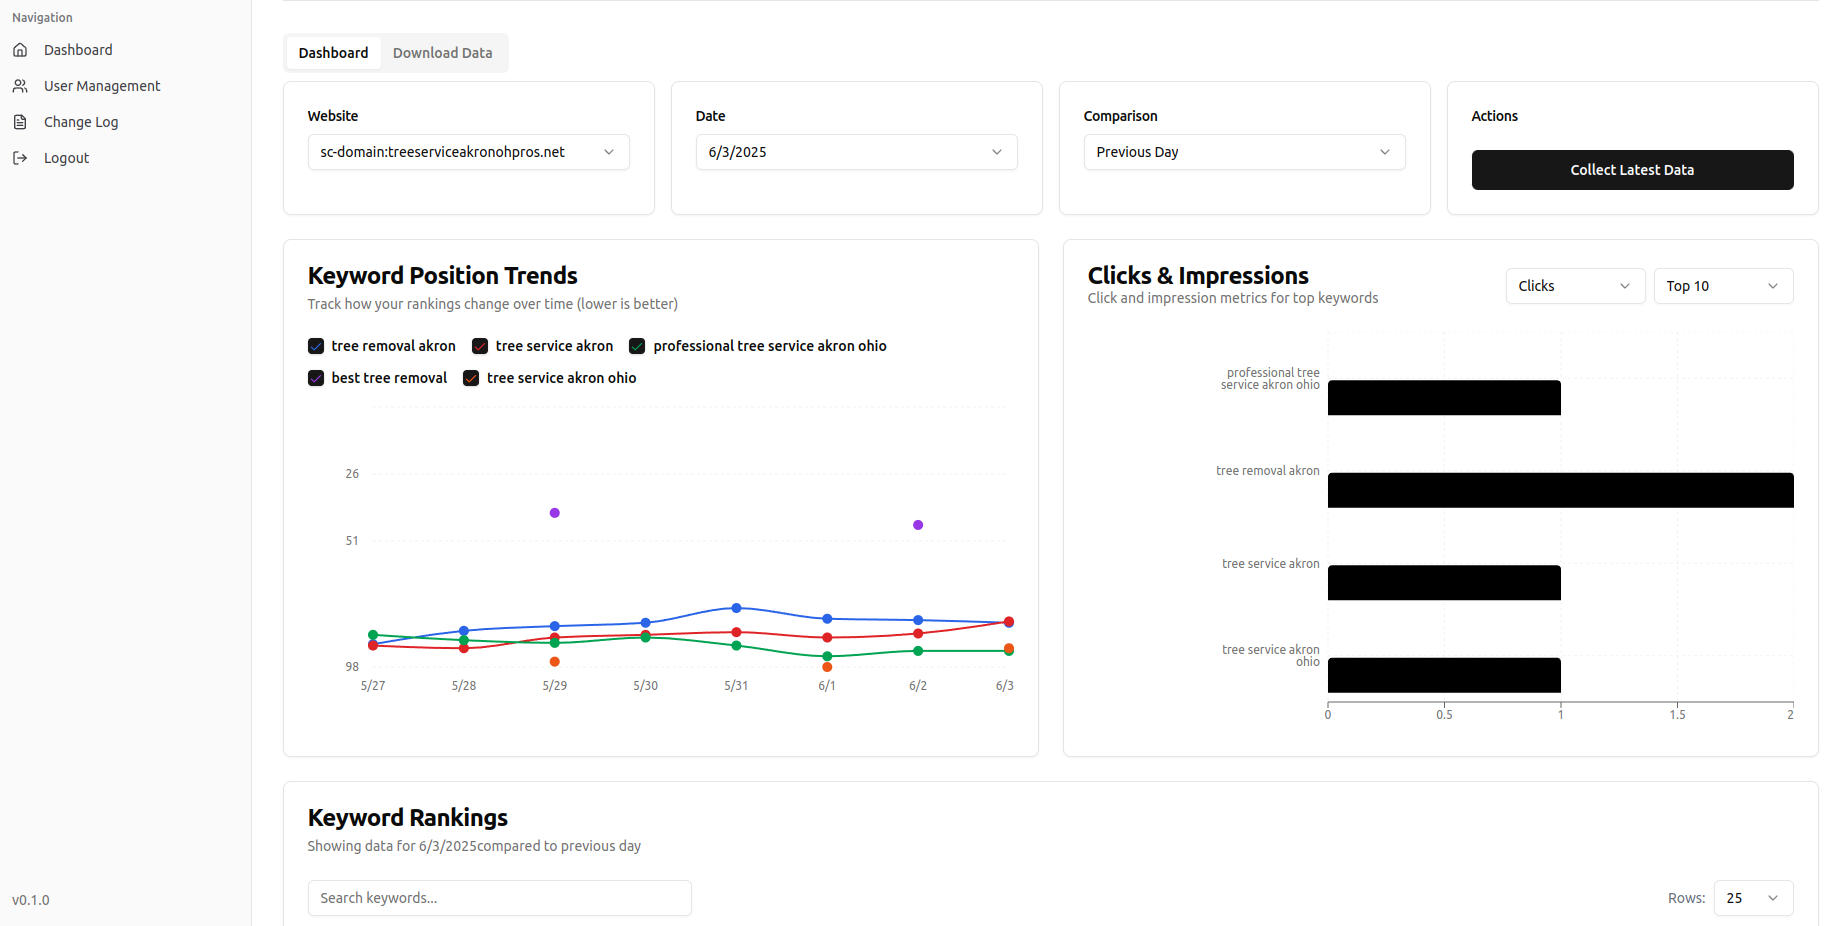 Navigation
Dashboard
User Management
Change Log
Logout
v0.1.0
Dashboard
Download Data
Website
sc-domain:treeserviceakronohpros.net
Date
6/3/2025
Comparison
Previous Day
Actions
Collect Latest Data
Keyword Position Trends
Track how your rankings change over time (lower is better)
tree removal akron
tree service akron
professional tree service akron ohio
best tree removal
tree service akron ohio
26
51
98
5/27
5/28
5/29
5/30
5/31
6/1
6/2
6/3
Clicks & Impressions
Click and impression metrics for top keywords
Clicks
Top 10
professional tree
service akron ohio
tree removal akron
tree service akron
tree service akron
ohio
0
0.5
1
1.5
2
Keyword Rankings
Showing data for 6/3/2025compared to previous day
Search keywords...
Rows:
25